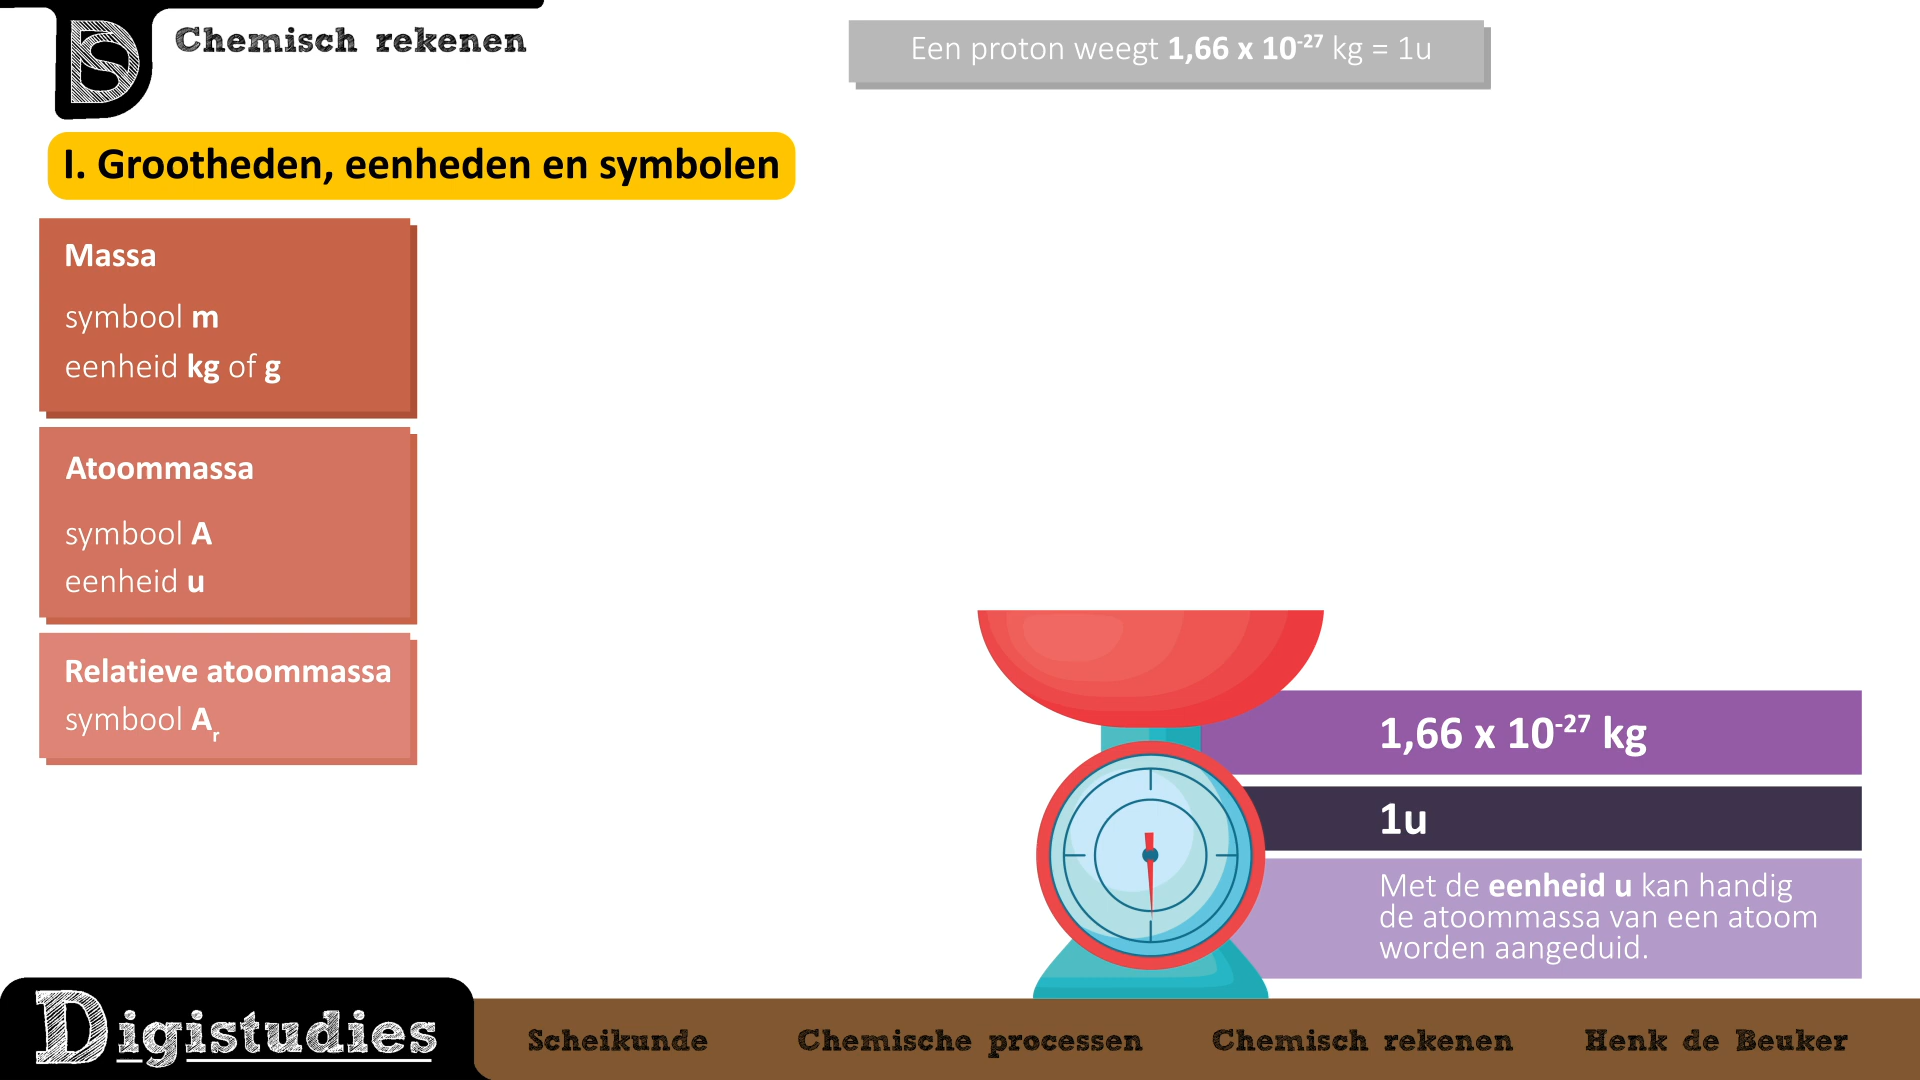 DS
Chemisch rekenen
Een proton weegt 1,66 x 10⁻²⁷ kg = 1u
I. Grootheden, eenheden en symbolen
Massa
symbool m
eenheid kg of g
Atoommassa
symbool A
eenheid u
Relatieve atoommassa
symbool Aᵣ
1,66 x 10⁻²⁷ kg
1u
Met de eenheid u kan handig
de atoommassa van een atoom
worden aangeduid.
Digistudies
Scheikunde
Chemische processen
Chemisch rekenen
Henk de Beuker